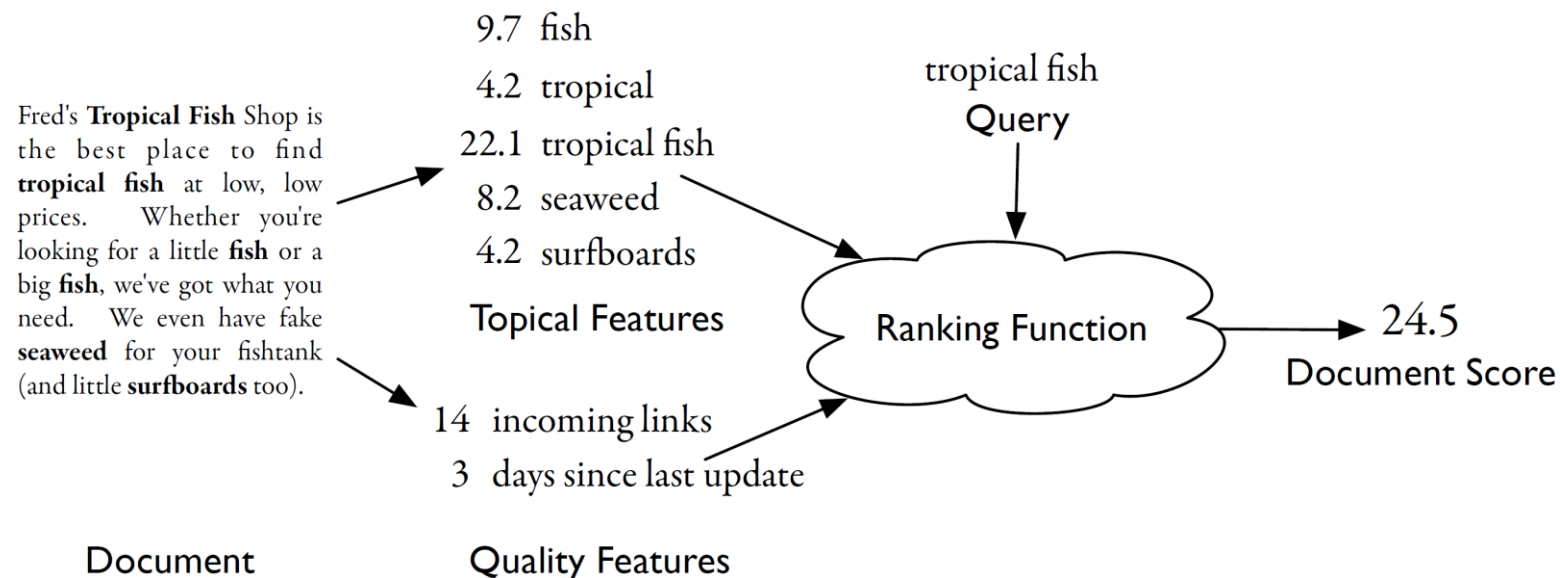 Fred's Tropical Fish Shop is
the best place to find
tropical fish at low, low
prices. Whether you're
looking for a little fish or a
big fish, we've got what you
need. We even have fake
seaweed for your fishtank
(and little surfboards too).
Document
9.7 fish
4.2 tropical
22.1 tropical fish
8.2 seaweed
4.2 surfboards
Topical Features
14 incoming links
3 days since last update
Quality Features
tropical fish
Query
Ranking Function
24.5
Document Score